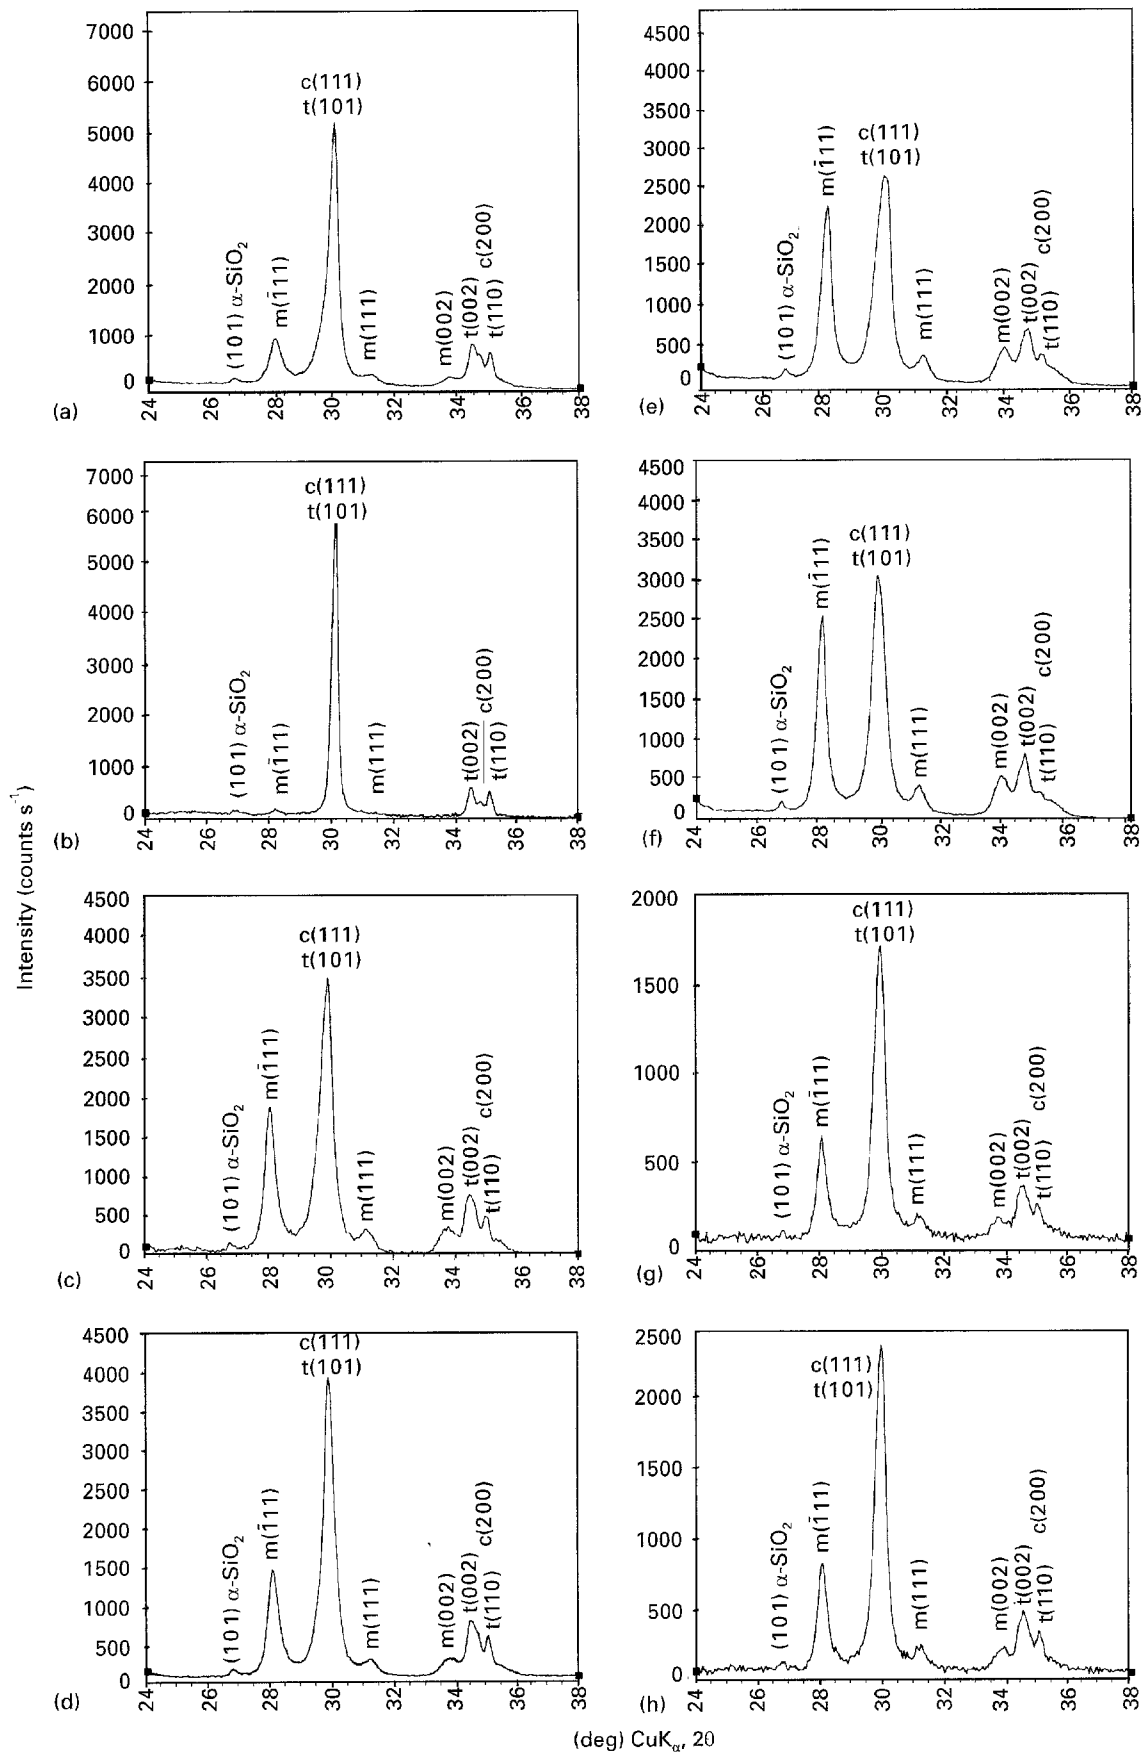 7000
6000
5000
4000
3000
2000
1000
0
c(111)
t(101)
(101) α-SiO₂
m(1̄11)
m(111)
m(002)
t(002)
c(200)
t(110)
24
26
28
30
32
34
36
38
(a)
4500
4000
3500
3000
2500
2000
1500
1000
500
0
c(111)
t(101)
(101) α-SiO₂
m(1̄11)
m(111)
m(002)
t(002)
c(200)
t(110)
24
26
28
30
32
34
36
38
(e)
7000
6000
5000
4000
3000
2000
1000
0
c(111)
t(101)
(101) α-SiO₂
m(1̄11)
m(111)
t(002)
c(200)
t(110)
24
26
28
30
32
34
36
38
(b)
4500
4000
3500
3000
2500
2000
1500
1000
500
0
c(111)
t(101)
(101) α-SiO₂
m(1̄11)
m(111)
m(002)
t(002)
c(200)
t(110)
24
26
28
30
32
34
36
38
(f)
Intensity (counts s⁻¹)
4500
4000
3500
3000
2500
2000
1500
1000
500
0
c(111)
t(101)
(101) α-SiO₂
m(1̄11)
m(111)
m(002)
t(002)
c(200)
t(110)
24
26
28
30
32
34
36
38
(c)
2000
1500
1000
500
0
c(111)
t(101)
(101) α-SiO₂
m(1̄11)
m(111)
m(002)
t(002)
c(200)
t(110)
24
26
28
30
32
34
36
38
(g)
4500
4000
3500
3000
2500
2000
1500
1000
500
0
c(111)
t(101)
(101) α-SiO₂
m(1̄11)
m(111)
m(002)
t(002)
c(200)
t(110)
24
26
28
30
32
34
36
38
(d)
2500
2000
1500
1000
500
0
c(111)
t(101)
(101) α-SiO₂
m(1̄11)
m(111)
m(002)
t(002)
c(200)
t(110)
24
26
28
30
32
34
36
38
(h)
(deg) CuKα, 2θ